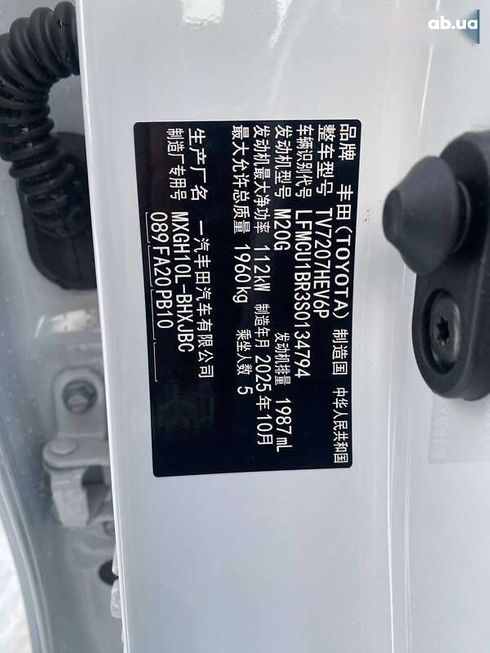 ab.ua
品牌 丰田(TOYOTA) 制造国 中华人民共和国
整车型号 TV7207HEV6P
车辆识别代号 LFMCU1BR3S0134794
发动机型号 M20G 发动机排量 1987mL
发动机最大净功率 112kW 制造年月 2025年10月
最大允许总质量 1960kg 乘坐人数 5
生产厂名 一汽丰田汽车有限公司
制造厂专用号 MXGH10L-BHXJBC
089FA20PB10